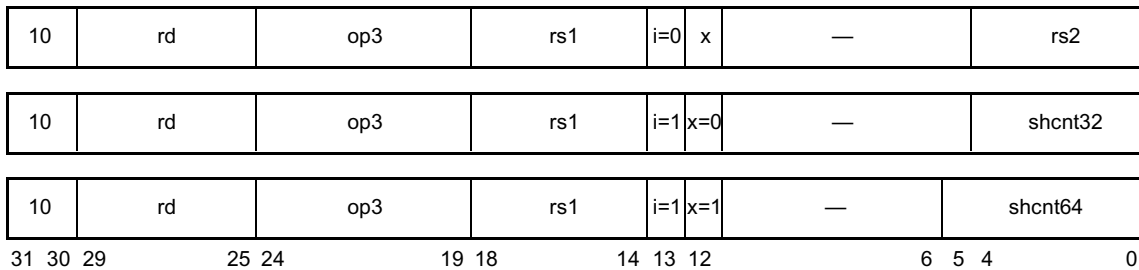 10 rd op3 rs1 i=0 x — rs2
10 rd op3 rs1 i=1 x=0 — shcnt32
10 rd op3 rs1 i=1 x=1 — shcnt64
31 30 29 25 24 19 18 14 13 12 6 5 4 0